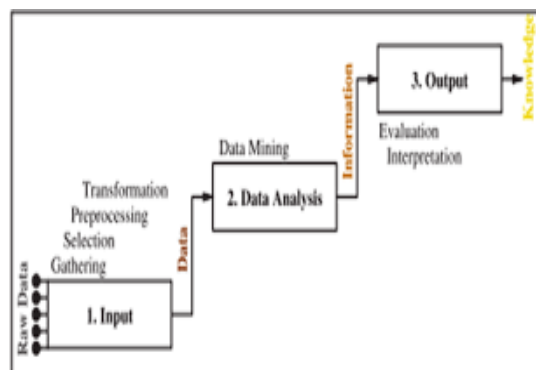 Knowledge
3. Output
Information
Evaluation
Interpretation
Data Mining
2. Data Analysis
Transformation
Preprocessing
Selection
Gathering
Data
Raw Data
1. Input